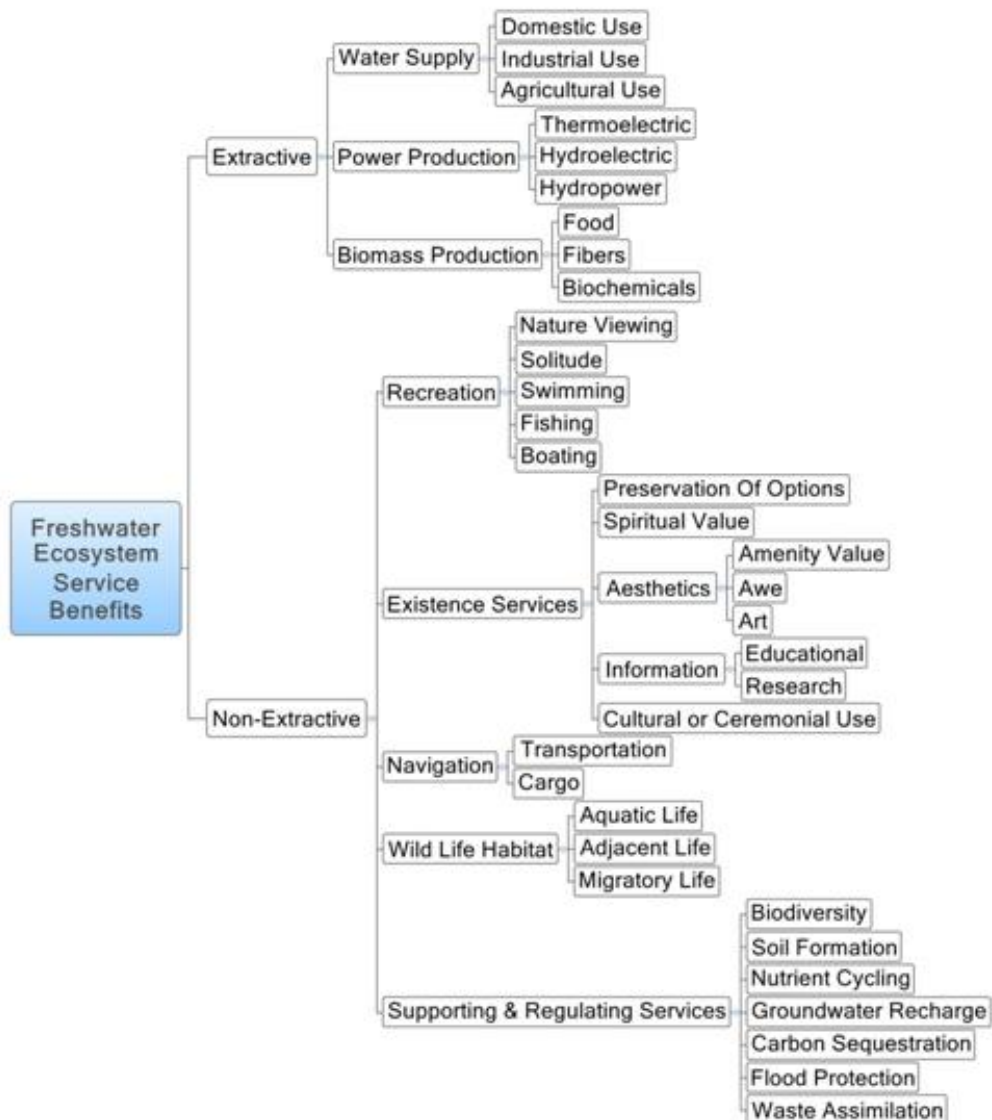 Freshwater
Ecosystem
Service
Benefits
Extractive
Water Supply
Domestic Use
Industrial Use
Agricultural Use
Power Production
Thermoelectric
Hydroelectric
Hydropower
Biomass Production
Food
Fibers
Biochemicals
Non-Extractive
Recreation
Nature Viewing
Solitude
Swimming
Fishing
Boating
Existence Services
Preservation Of Options
Spiritual Value
Aesthetics
Amenity Value
Awe
Art
Information
Educational
Research
Cultural or Ceremonial Use
Navigation
Transportation
Cargo
Wild Life Habitat
Aquatic Life
Adjacent Life
Migratory Life
Supporting & Regulating Services
Biodiversity
Soil Formation
Nutrient Cycling
Groundwater Recharge
Carbon Sequestration
Flood Protection
Waste Assimilation